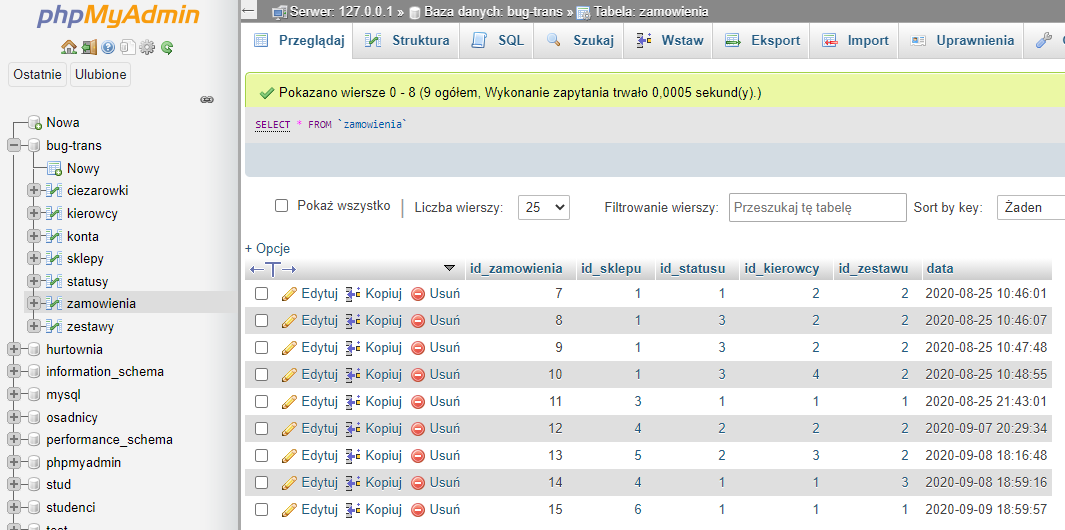 phpMyAdmin
Ostatnie Ulubione
Nowa
bug-trans
Nowy
ciezarowki
kierowcy
konta
sklepy
statusy
zamowienia
zestawy
hurtownia
information_schema
mysql
osadnicy
performance_schema
phpmyadmin
stud
studenci
Serwer: 127.0.0.1 » Baza danych: bug-trans » Tabela: zamowienia
Przeglądaj Struktura SQL Szukaj Wstaw Eksport Import Uprawnienia
Pokazano wiersze 0 - 8 (9 ogółem, Wykonanie zapytania trwało 0,0005 sekund(y).)
SELECT * FROM `zamowienia`
Pokaż wszystko | Liczba wierszy: 25 Filtrowanie wierszy: Przeszukaj tę tabelę Sort by key: Żaden
+ Opcje
←T→ id_zamowienia id_sklepu id_statusu id_kierowcy id_zestawu data
Edytuj Kopiuj Usuń 7 1 1 2 2 2020-08-25 10:46:01
Edytuj Kopiuj Usuń 8 1 3 2 2 2020-08-25 10:46:07
Edytuj Kopiuj Usuń 9 1 3 2 2 2020-08-25 10:47:48
Edytuj Kopiuj Usuń 10 1 3 4 2 2020-08-25 10:48:55
Edytuj Kopiuj Usuń 11 3 1 1 1 2020-08-25 21:43:01
Edytuj Kopiuj Usuń 12 4 2 2 2 2020-09-07 20:29:34
Edytuj Kopiuj Usuń 13 5 2 3 2 2020-09-08 18:16:48
Edytuj Kopiuj Usuń 14 4 1 1 3 2020-09-08 18:59:16
Edytuj Kopiuj Usuń 15 6 1 1 1 2020-09-09 18:59:57